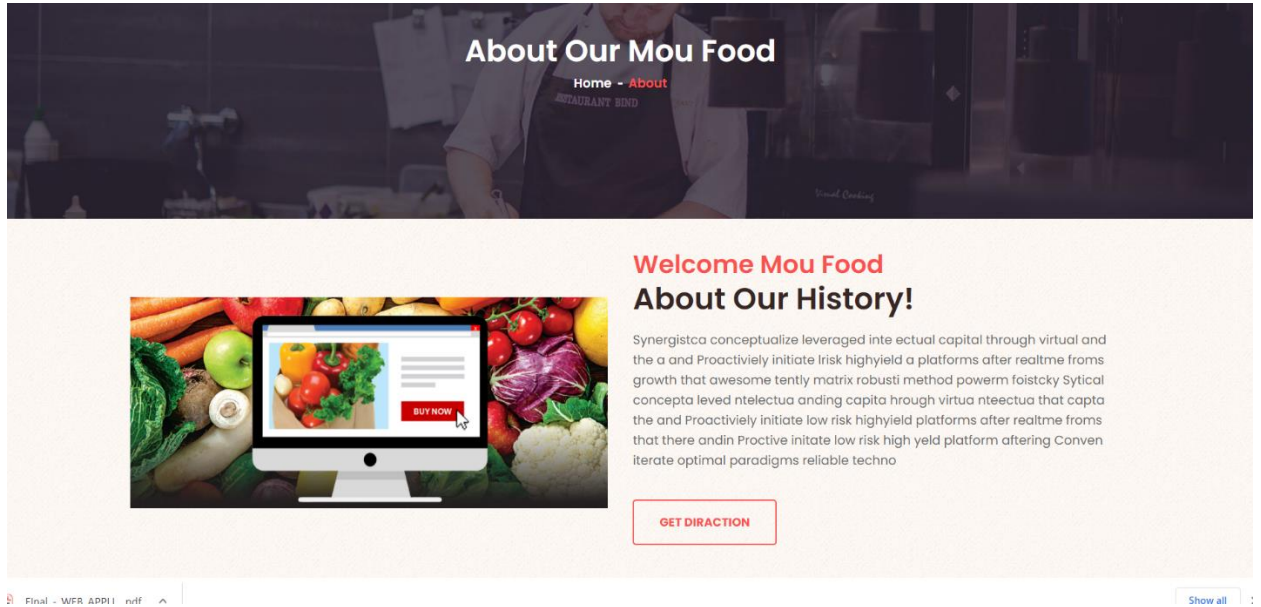 About Our Mou Food
Home - About
RESTAURANT BIND
Visual Cooking
Welcome Mou Food
About Our History!
Synergistca conceptualize leveraged inte ectual capital through virtual and
the a and Proactiviely initiate lrisk highyield a platforms after realtme froms
growth that awesome tently matrix robusti method powerm foistcky Sytical
concepta leved ntelectua anding capita hrough virtua nteectua that capta
the and Proactiviely initiate low risk highyield platforms after realtme froms
that there andin Proctive initate low risk high yeld platform aftering Conven
iterate optimal paradigms reliable techno
BUY NOW
GET DIRACTION
FInal - WEB APPLI....pdf
Show all